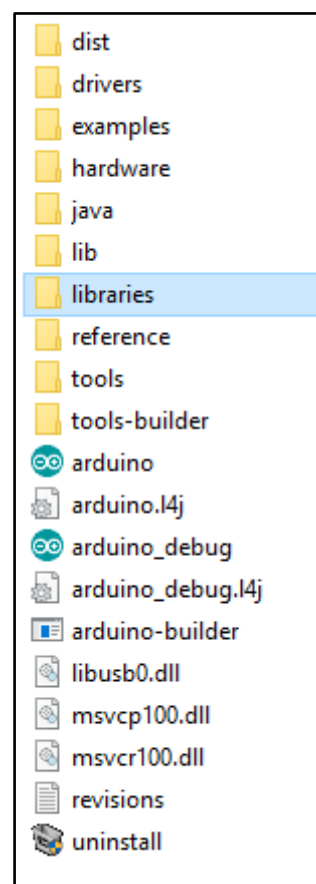 dist
drivers
examples
hardware
java
lib
libraries
reference
tools
tools-builder
arduino
arduino.l4j
arduino_debug
arduino_debug.l4j
arduino-builder
libusb0.dll
msvcp100.dll
msvcr100.dll
revisions
uninstall